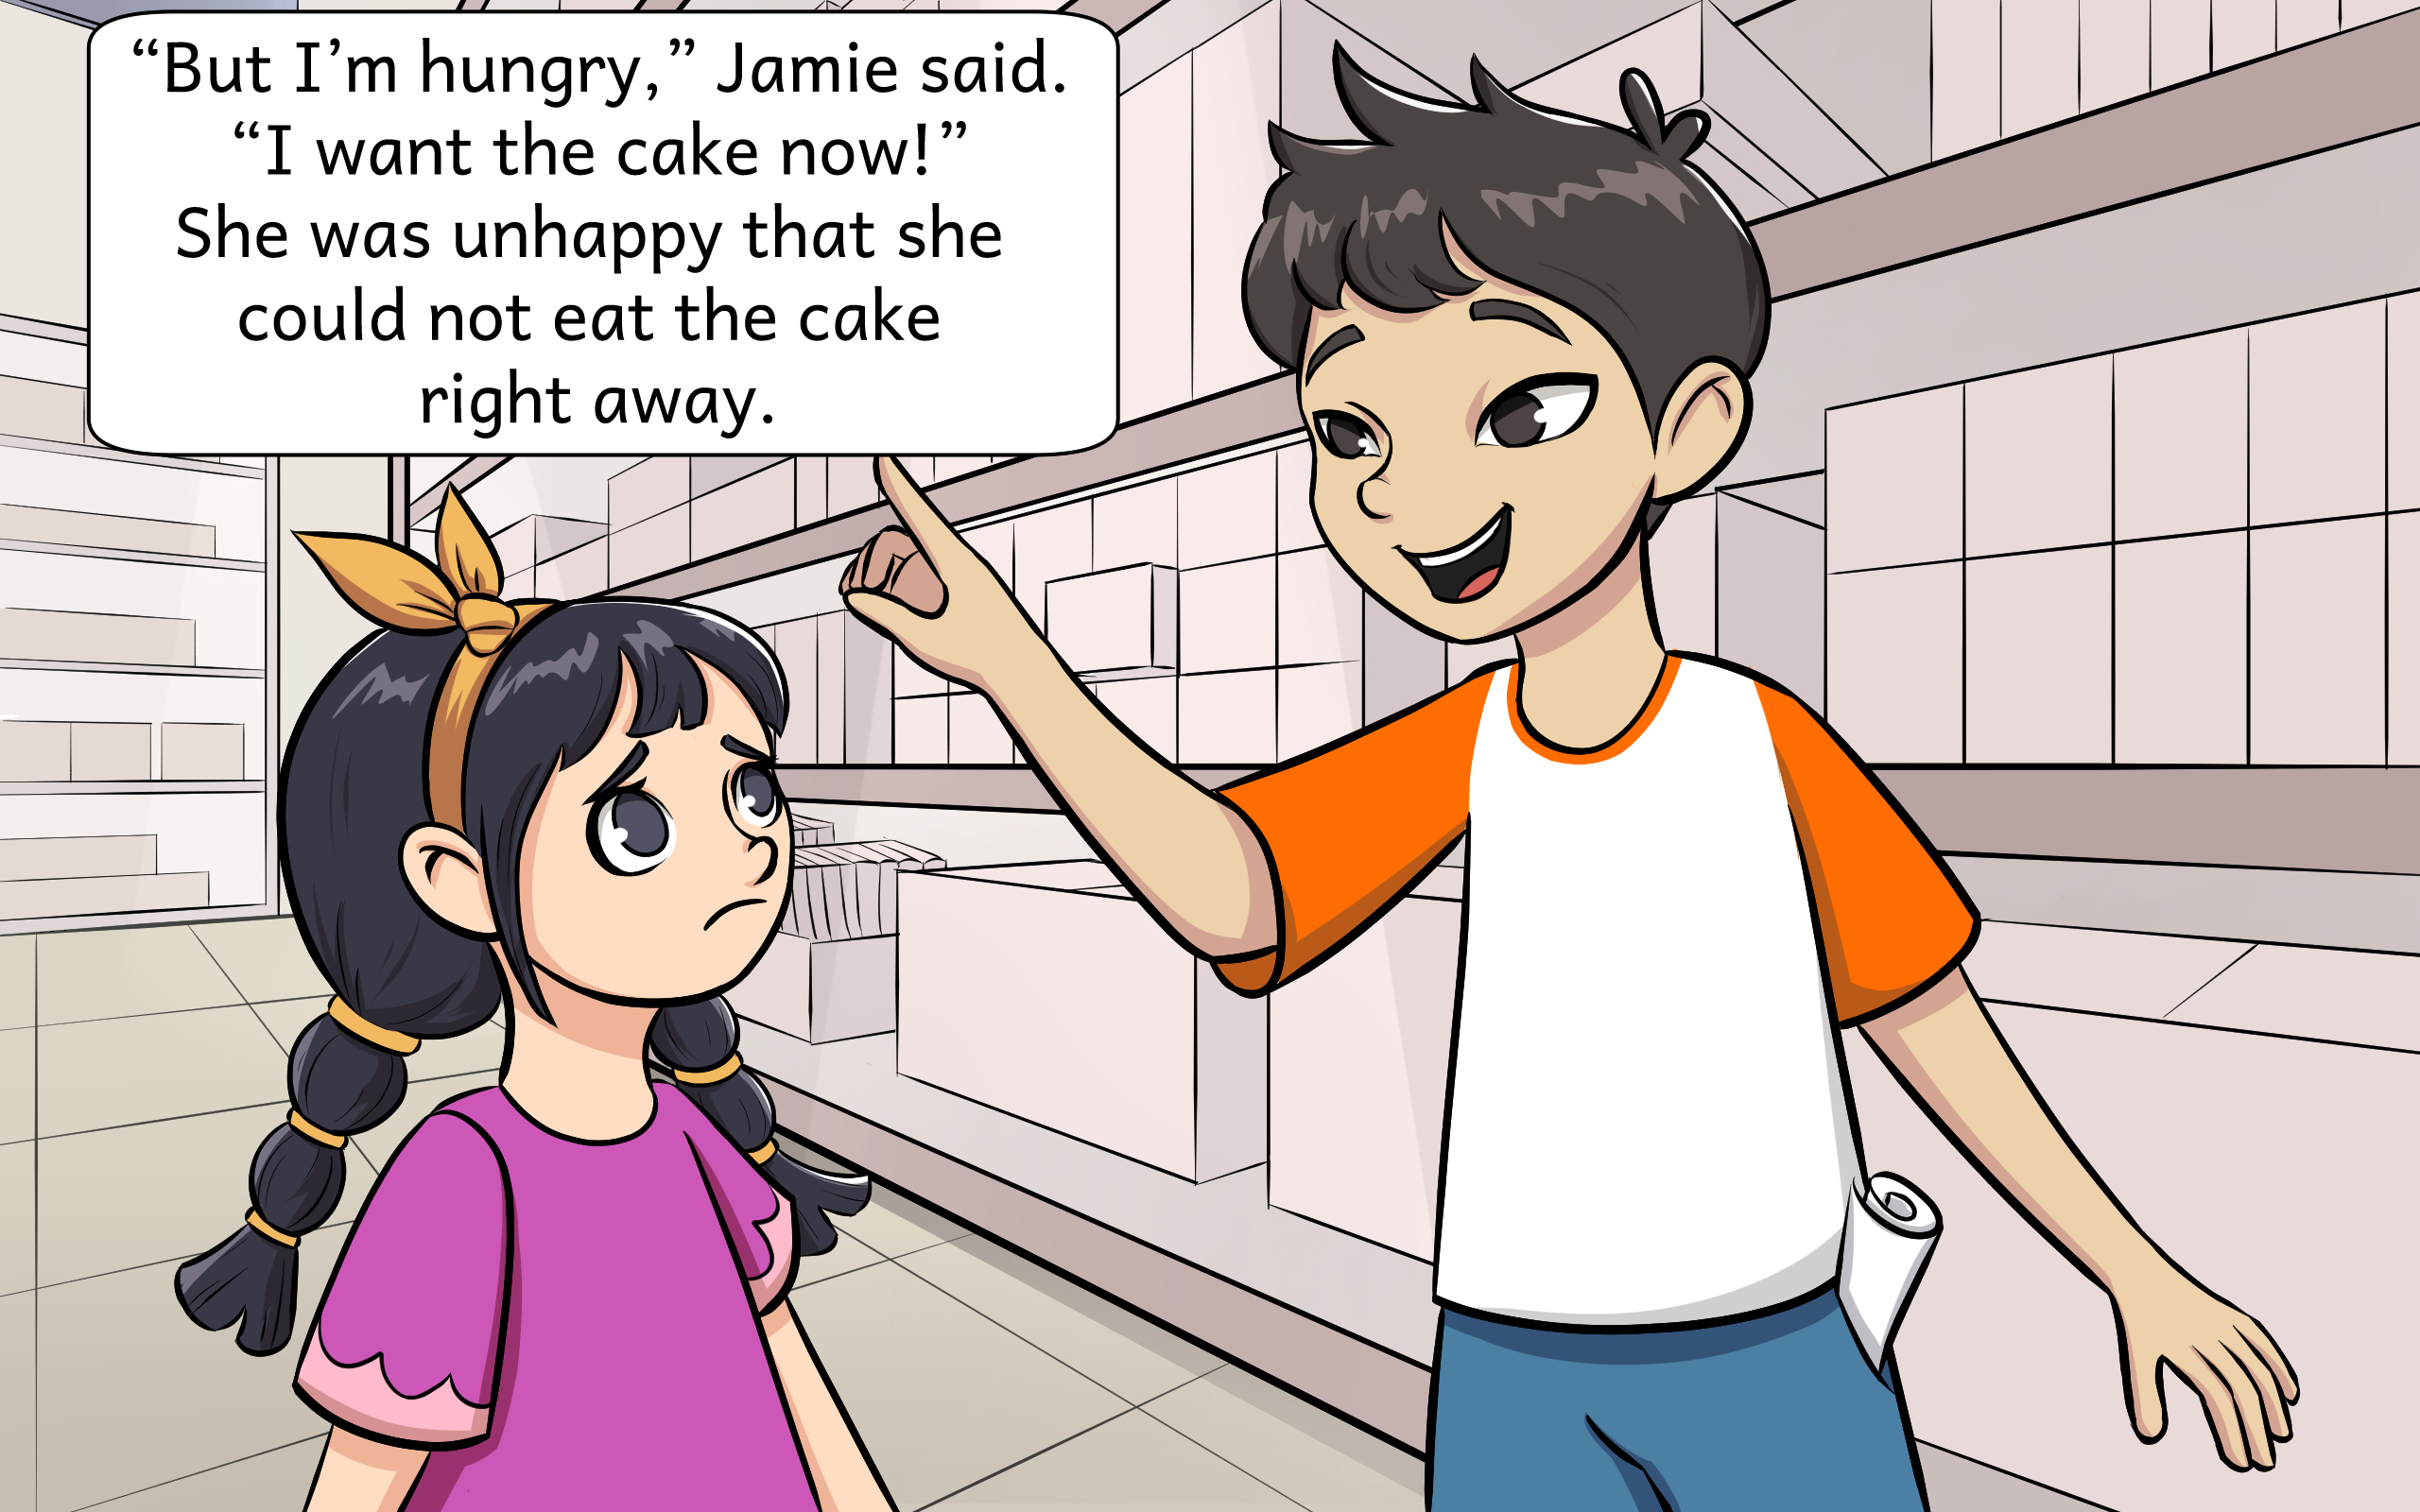 “But I’m hungry,” Jamie said.
“I want the cake now!”
She was unhappy that she
could not eat the cake
right away.